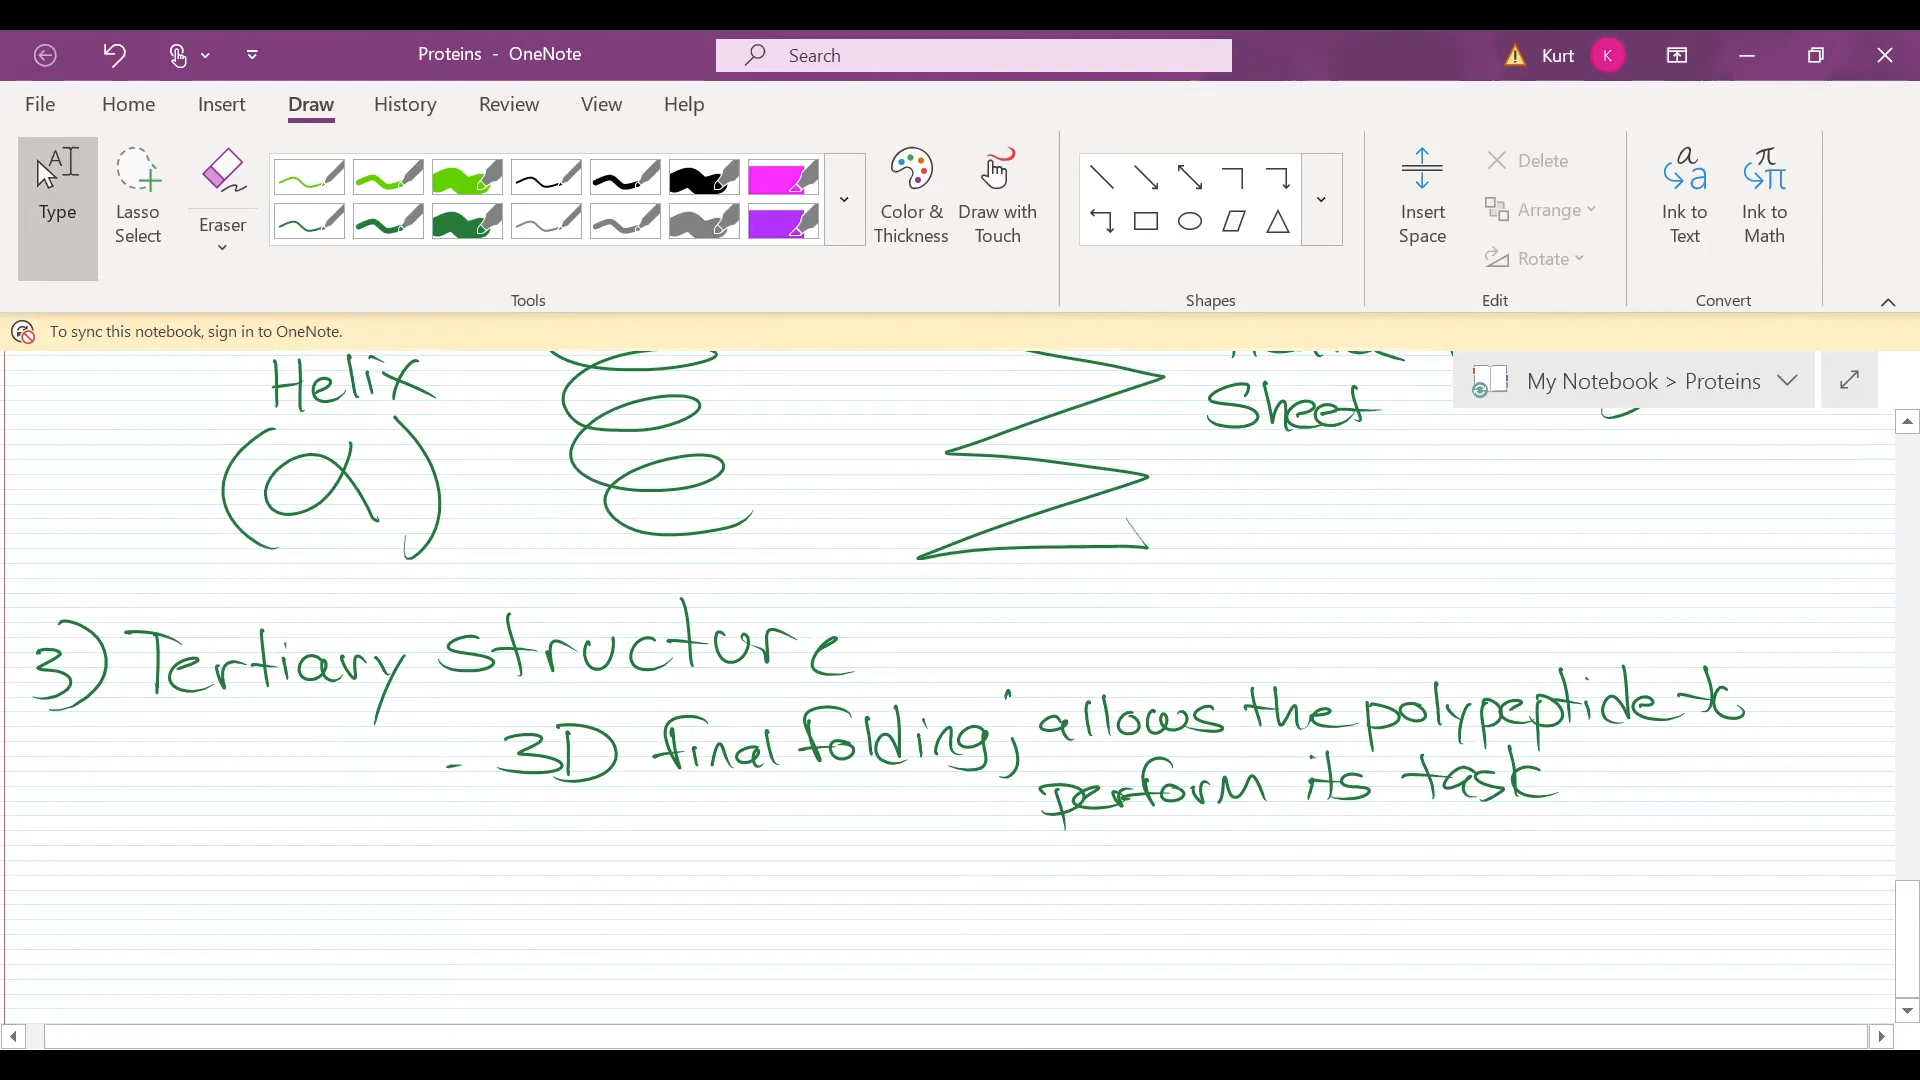 Proteins - OneNote
Search
Kurt
K
File Home Insert Draw History Review View Help
Type
Lasso Select
Eraser
Color & Thickness
Draw with Touch
Insert Space
Delete
Arrange
Rotate
Ink to Text
Ink to Math
Tools
Shapes
Edit
Convert
To sync this notebook, sign in to OneNote.
My Notebook > Proteins
Helix
(α)
Sheet
3) Tertiary structure
- 3D final folding; allows the polypeptide to
perform its task